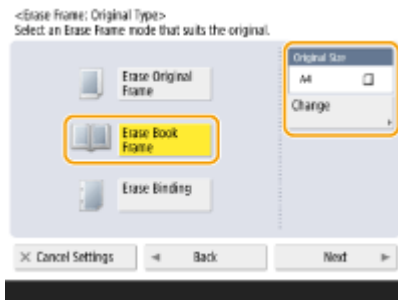 <Erase Frame: Original Type>
Select an Erase Frame mode that suits the original.
Erase Original
Frame
Erase Book
Frame
Erase Binding
Original Size
A4
Change
× Cancel Settings
◄ Back
Next ►